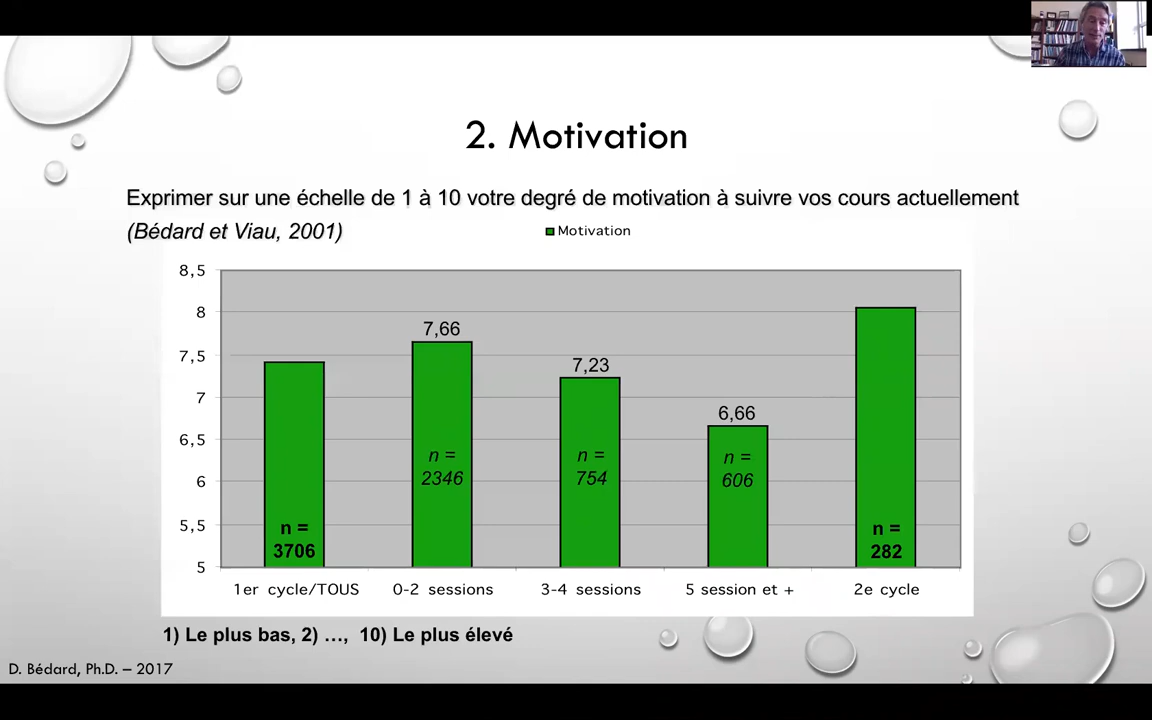 2. Motivation
Exprimer sur une échelle de 1 à 10 votre degré de motivation à suivre vos cours actuellement
(Bédard et Viau, 2001)
Motivation
8,5
8
7,5
7
6,5
6
5,5
5
7,66
7,23
6,66
n =
3706
n =
2346
n =
754
n =
606
n =
282
1er cycle/TOUS
0-2 sessions
3-4 sessions
5 session et +
2e cycle
1) Le plus bas, 2) …, 10) Le plus élevé
D. Bédard, Ph.D. – 2017